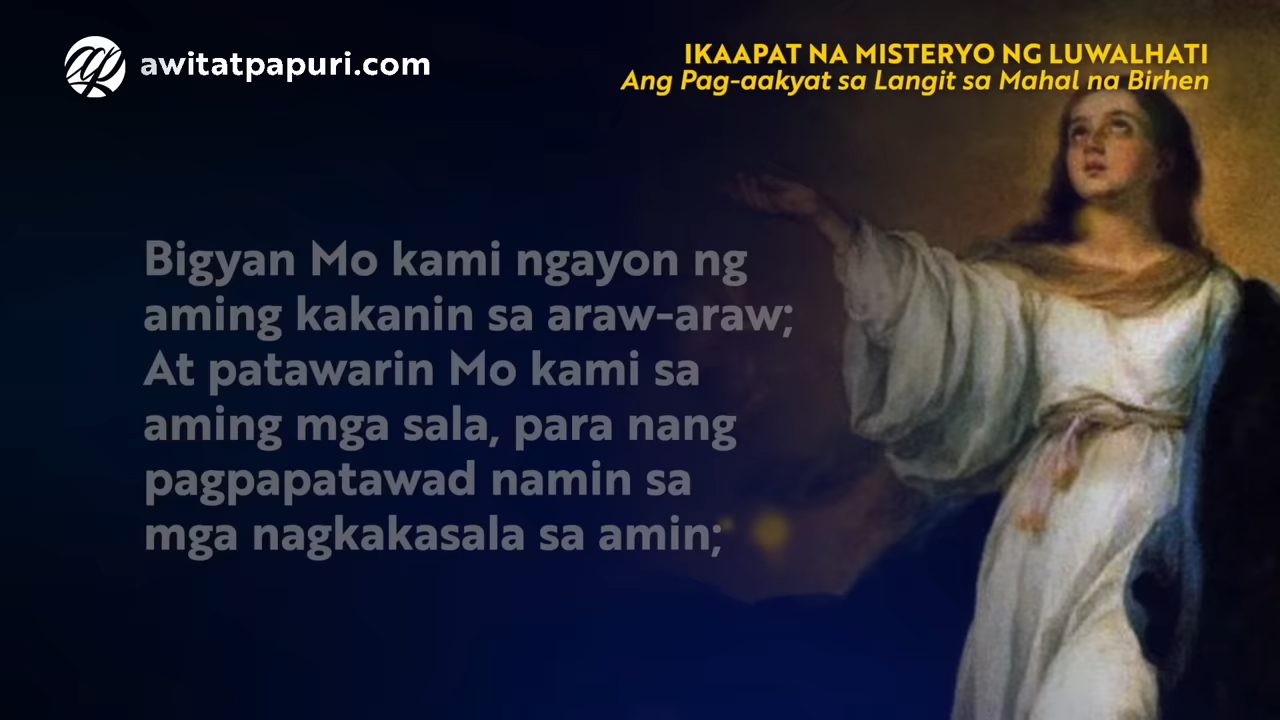 awitatpapuri.com
IKAAPAT NA MISTERYO NG LUWALHATI
Ang Pag-aakyat sa Langit sa Mahal na Birhen
Bigyan Mo kami ngayon ng
aming kakanin sa araw-araw;
At patawarin Mo kami sa
aming mga sala, para nang
pagpapatawad namin sa
mga nagkakasala sa amin;